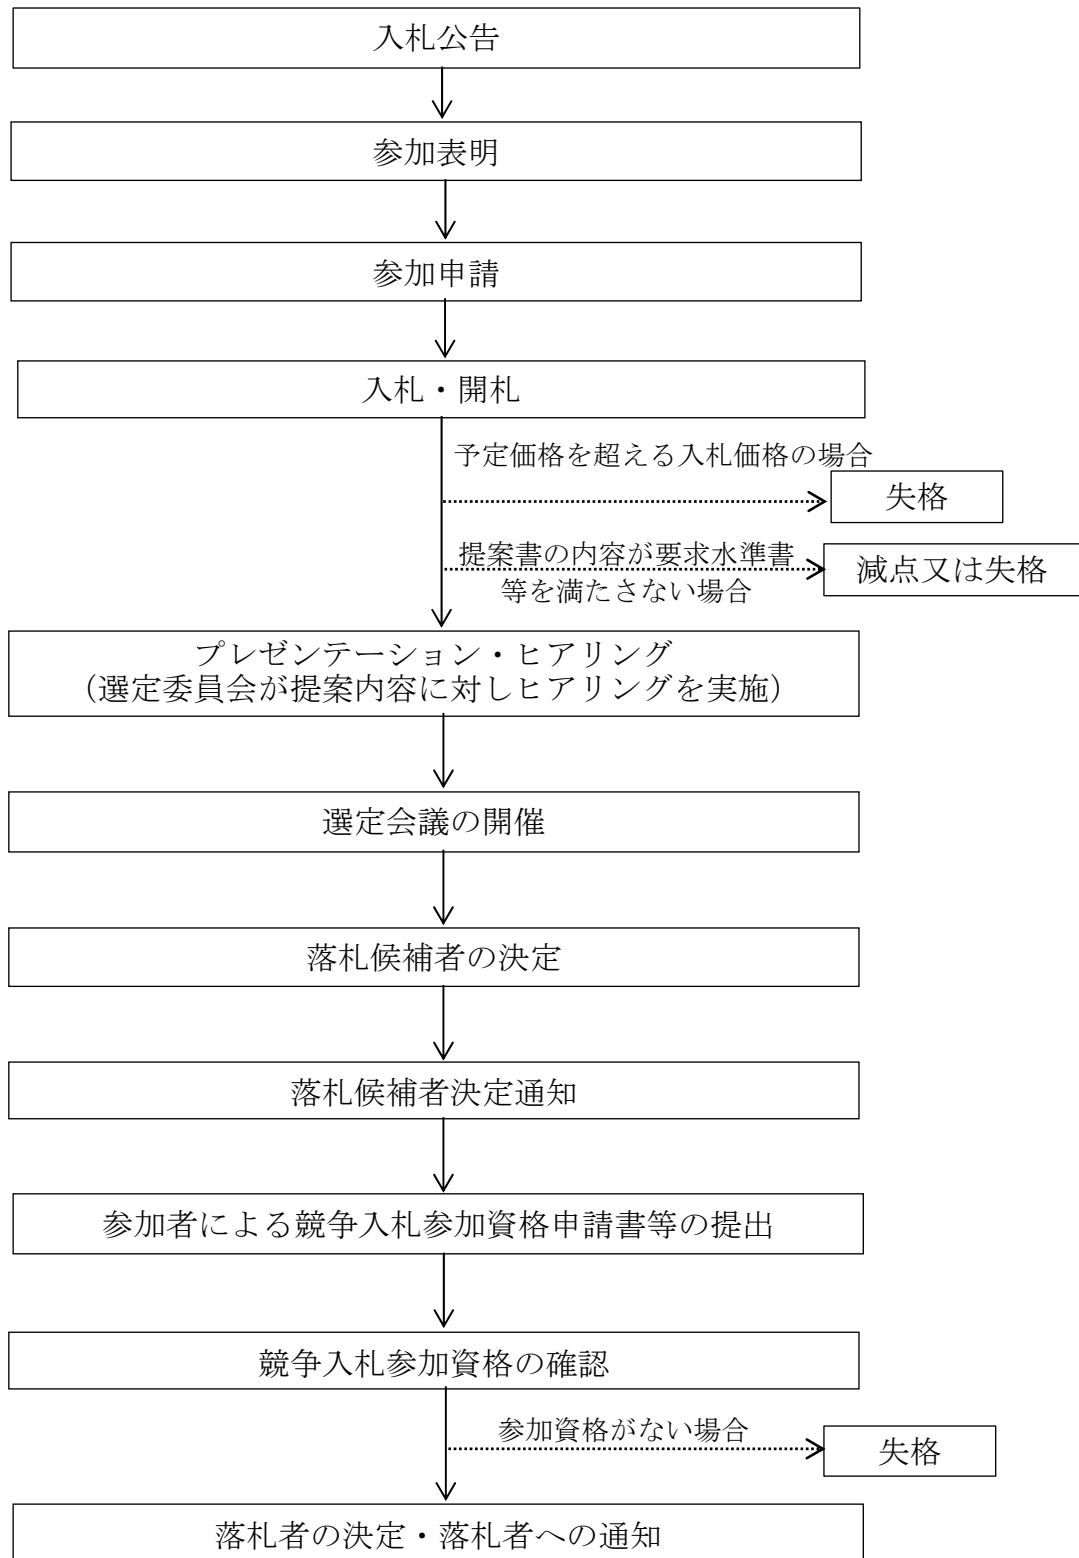 入札公告
参加表明
参加申請
入札・開札
予定価格を超える入札価格の場合
失格
提案書の内容が要求水準書
等を満たさない場合
減点又は失格
プレゼンテーション・ヒアリング
（選定委員会が提案内容に対しヒアリングを実施）
選定会議の開催
落札候補者の決定
落札候補者決定通知
参加者による競争入札参加資格申請書等の提出
競争入札参加資格の確認
参加資格がない場合
失格
落札者の決定・落札者への通知